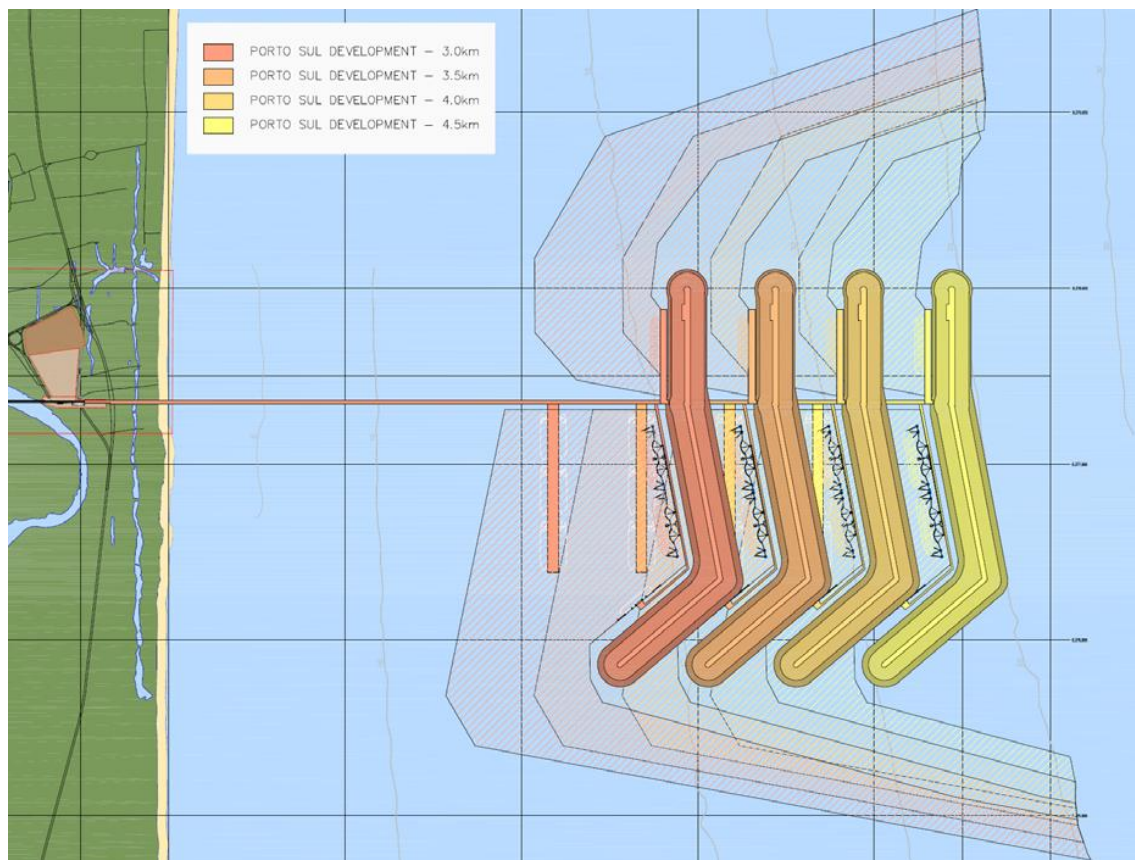 PORTO SUL DEVELOPMENT – 3.0km
PORTO SUL DEVELOPMENT – 3.5km
PORTO SUL DEVELOPMENT – 4.0km
PORTO SUL DEVELOPMENT – 4.5km